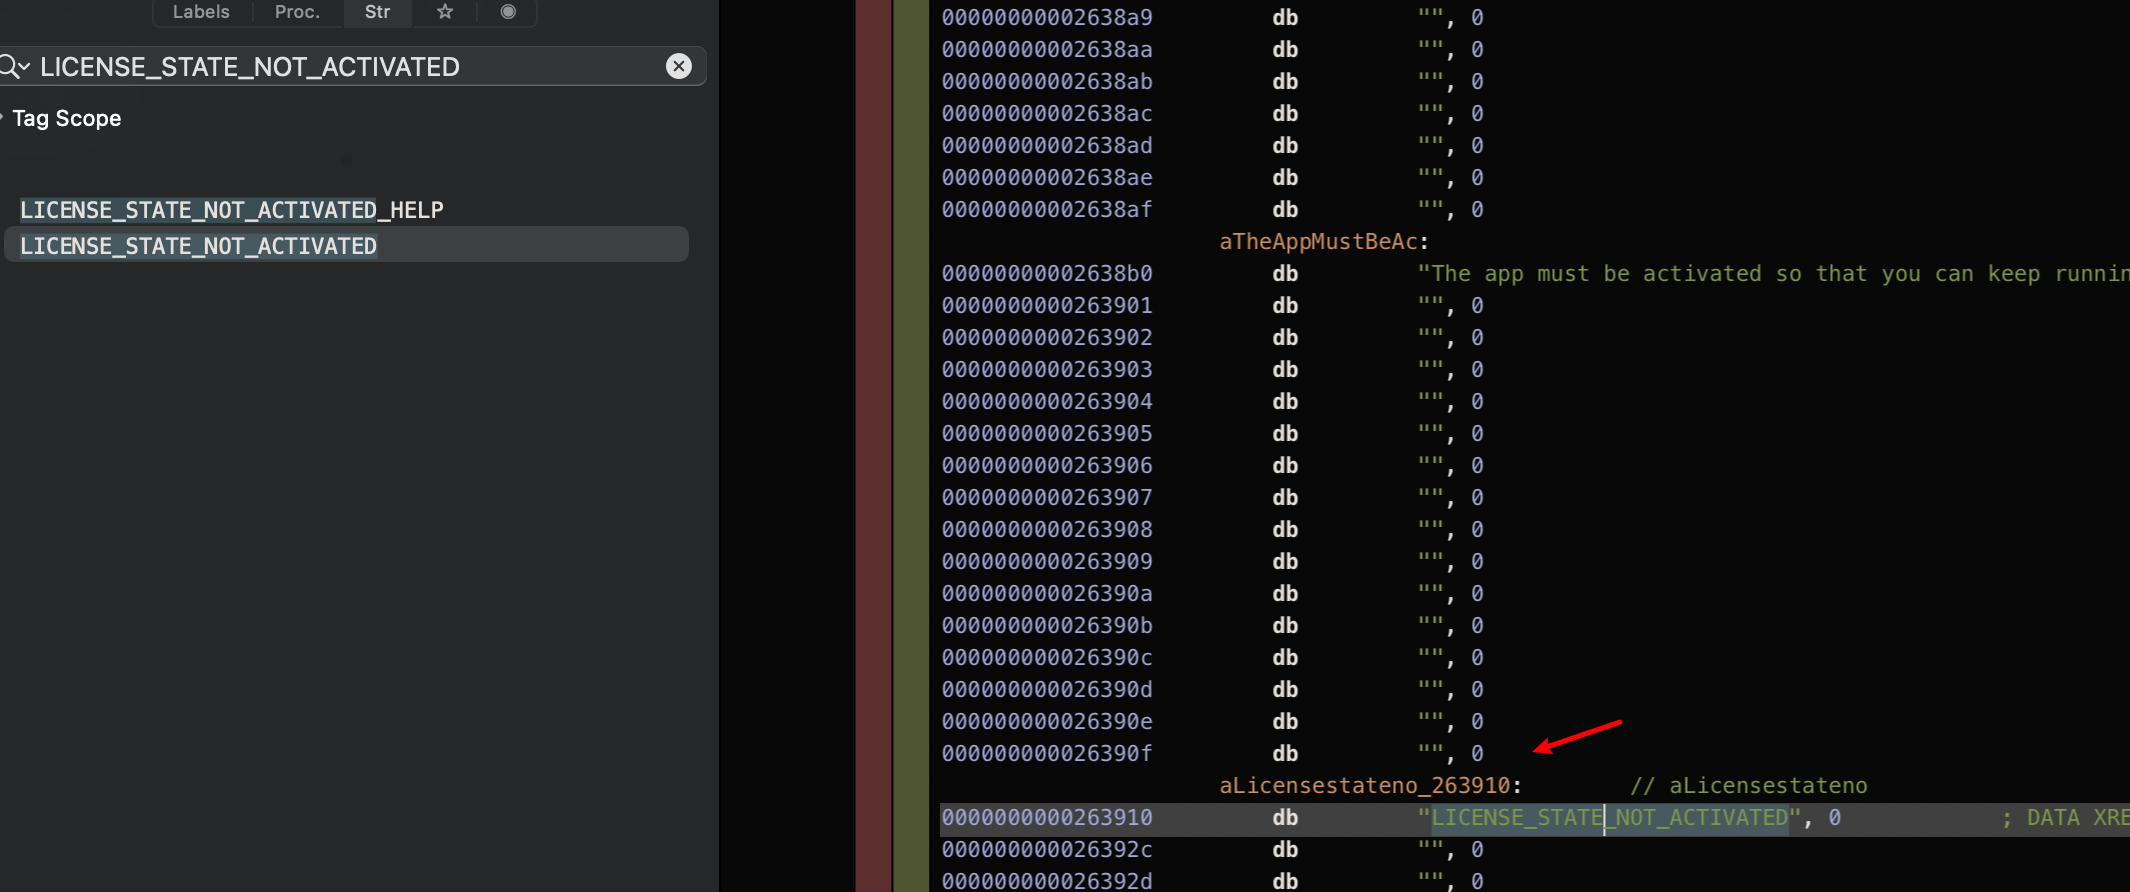 Labels Proc. Str
LICENSE_STATE_NOT_ACTIVATED
Tag Scope
LICENSE_STATE_NOT_ACTIVATED_HELP
LICENSE_STATE_NOT_ACTIVATED
00000000002638a9 db "", 0
00000000002638aa db "", 0
00000000002638ab db "", 0
00000000002638ac db "", 0
00000000002638ad db "", 0
00000000002638ae db "", 0
00000000002638af db "", 0
aTheAppMustBeAc:
00000000002638b0 db "The app must be activated so that you can keep runnin
0000000000263901 db "", 0
0000000000263902 db "", 0
0000000000263903 db "", 0
0000000000263904 db "", 0
0000000000263905 db "", 0
0000000000263906 db "", 0
0000000000263907 db "", 0
0000000000263908 db "", 0
0000000000263909 db "", 0
000000000026390a db "", 0
000000000026390b db "", 0
000000000026390c db "", 0
000000000026390d db "", 0
000000000026390e db "", 0
000000000026390f db "", 0
aLicensestateno_263910: // aLicensestateno
0000000000263910 db "LICENSE_STATE_NOT_ACTIVATED", 0 ; DATA XRE
000000000026392c db "", 0
000000000026392d db "", 0